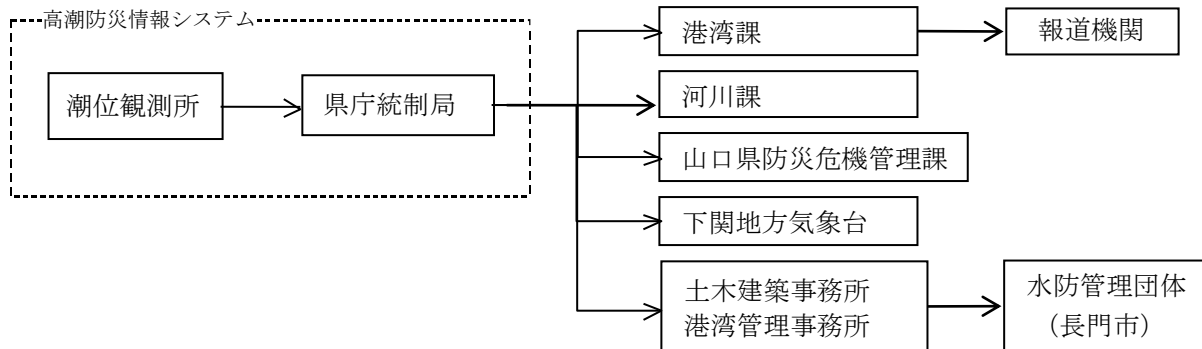 高潮防災情報システム
潮位観測所
県庁統制局
港湾課
報道機関
河川課
山口県防災危機管理課
下関地方気象台
土木建築事務所
港湾管理事務所
水防管理団体
（長門市）